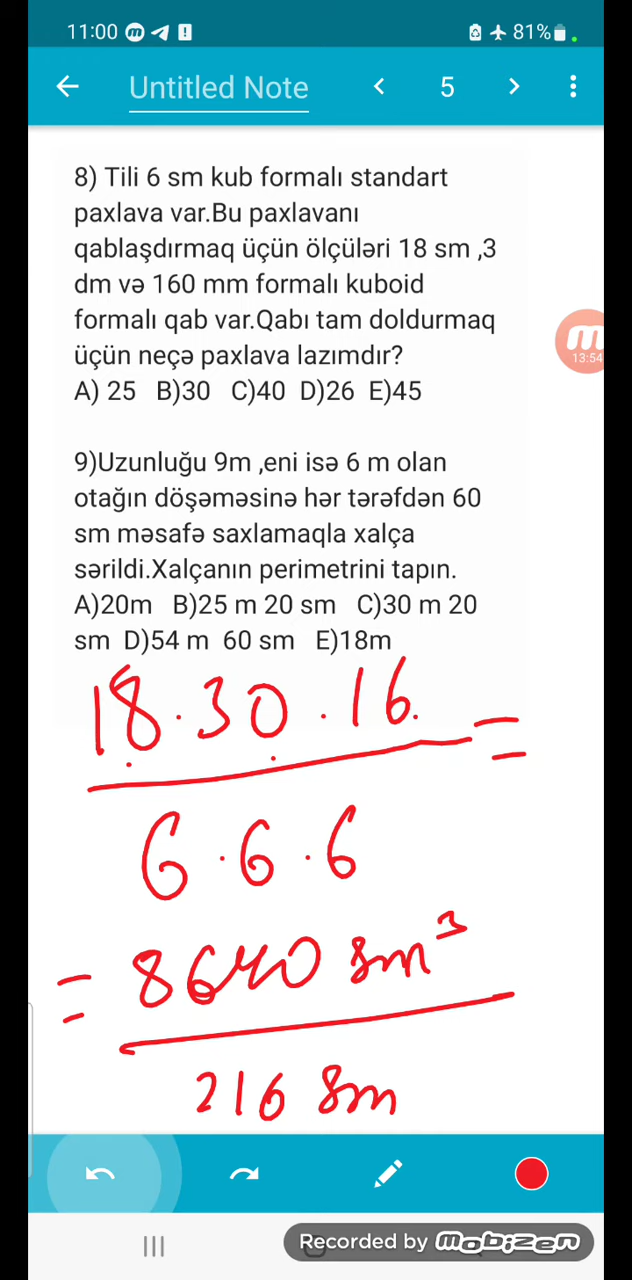 11:00 81%
Untitled Note < 5 >
8) Tili 6 sm kub formalı standart
paxlava var.Bu paxlavanı
qablaşdırmaq üçün ölçüləri 18 sm ,3
dm və 160 mm formalı kuboid
formalı qab var.Qabı tam doldurmaq
üçün neçə paxlava lazımdır?
A) 25 B)30 C)40 D)26 E)45
m
13:54
9)Uzunluğu 9m ,eni isə 6 m olan
otağın döşəməsinə hər tərəfdən 60
sm məsafə saxlamaqla xalça
sərildi.Xalçanın perimetrini tapın.
A)20m B)25 m 20 sm C)30 m 20
sm D)54 m 60 sm E)18m
18.30.16. =
6.6.6
= 8640 sm³
216 sm
Recorded by mobizen